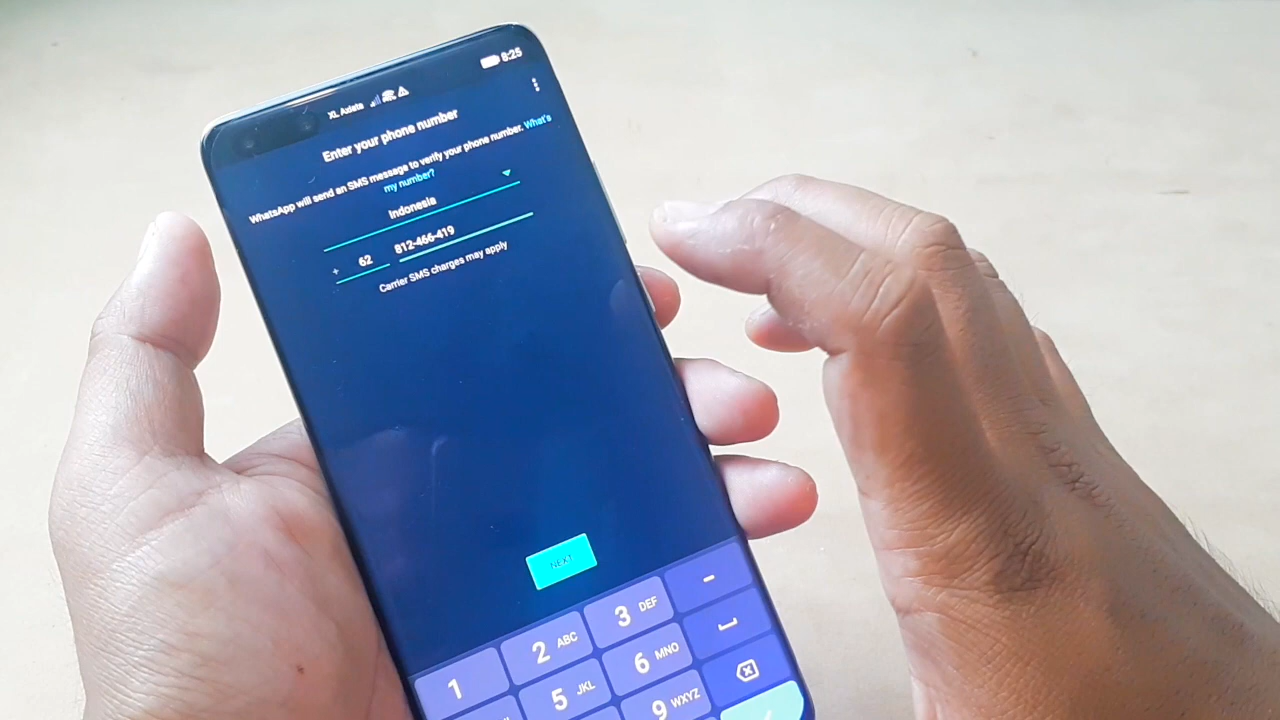 XL Axiata 8:25
Enter your phone number
WhatsApp will send an SMS message to verify your phone number. What's
my number?
Indonesia
+ 62 812-466-419
Carrier SMS charges may apply
NEXT
1 2 ABC 3 DEF –
5 JKL 6 MNO
9 WXYZ